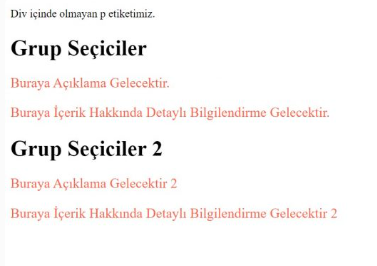 Div içinde olmayan p etiketimiz.
Grup Seçiciler
Buraya Açıklama Gelecektir.
Buraya İçerik Hakkında Detaylı Bilgilendirme Gelecektir.
Grup Seçiciler 2
Buraya Açıklama Gelecektir 2
Buraya İçerik Hakkında Detaylı Bilgilendirme Gelecektir 2